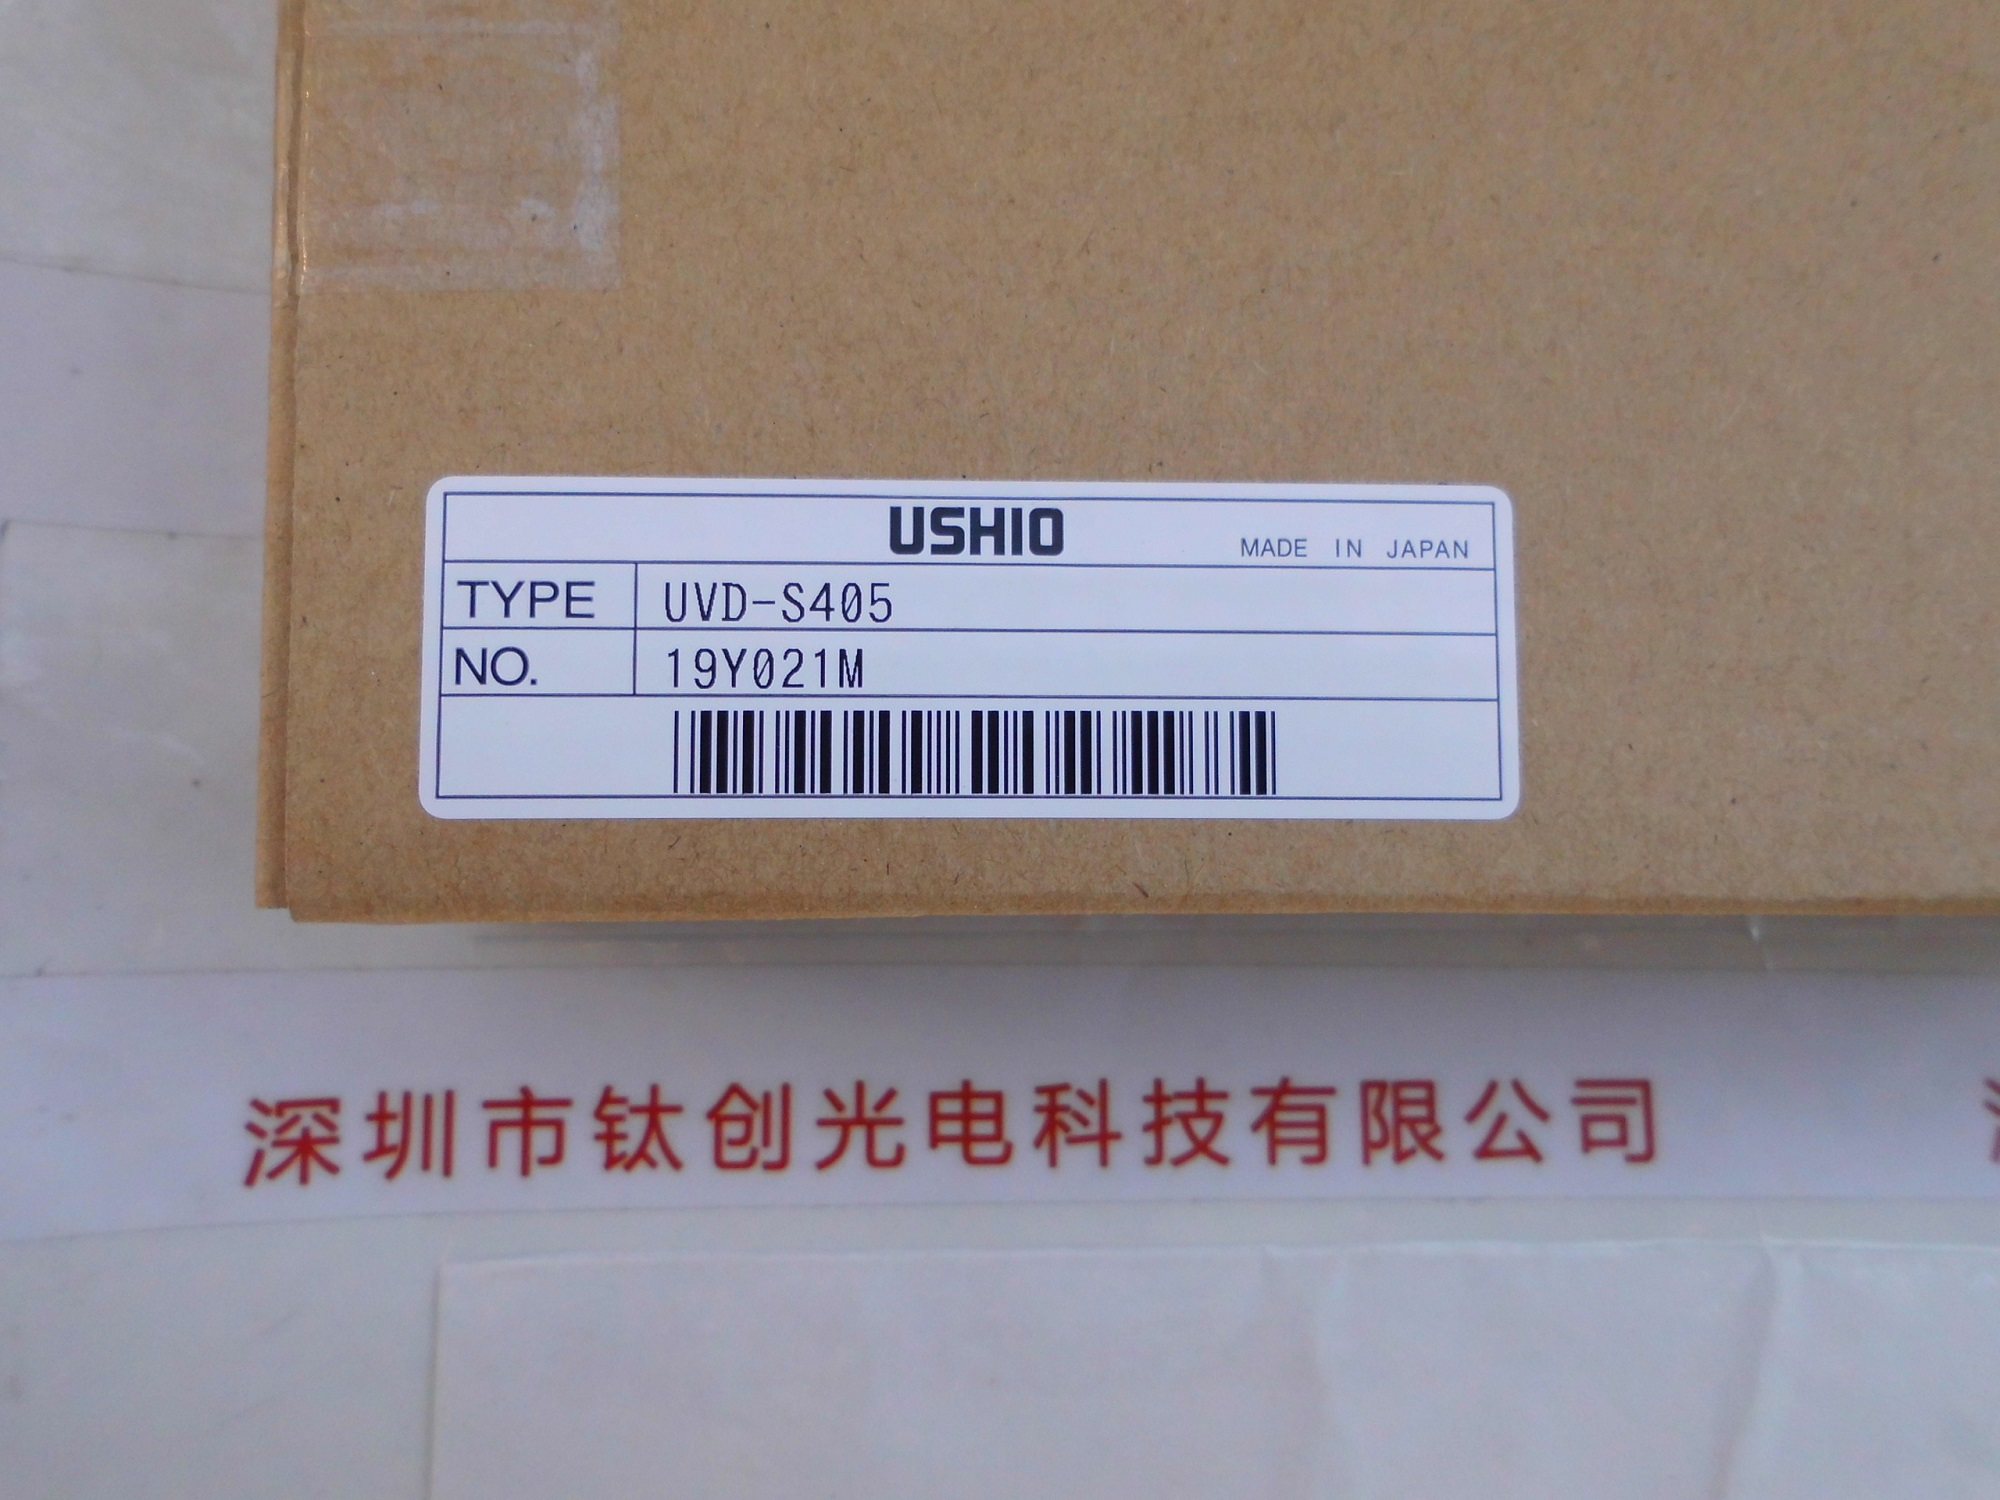 USHIO
MADE IN JAPAN
TYPE UVD-S405
NO. 19Y021M
深圳市钛创光电科技有限公司